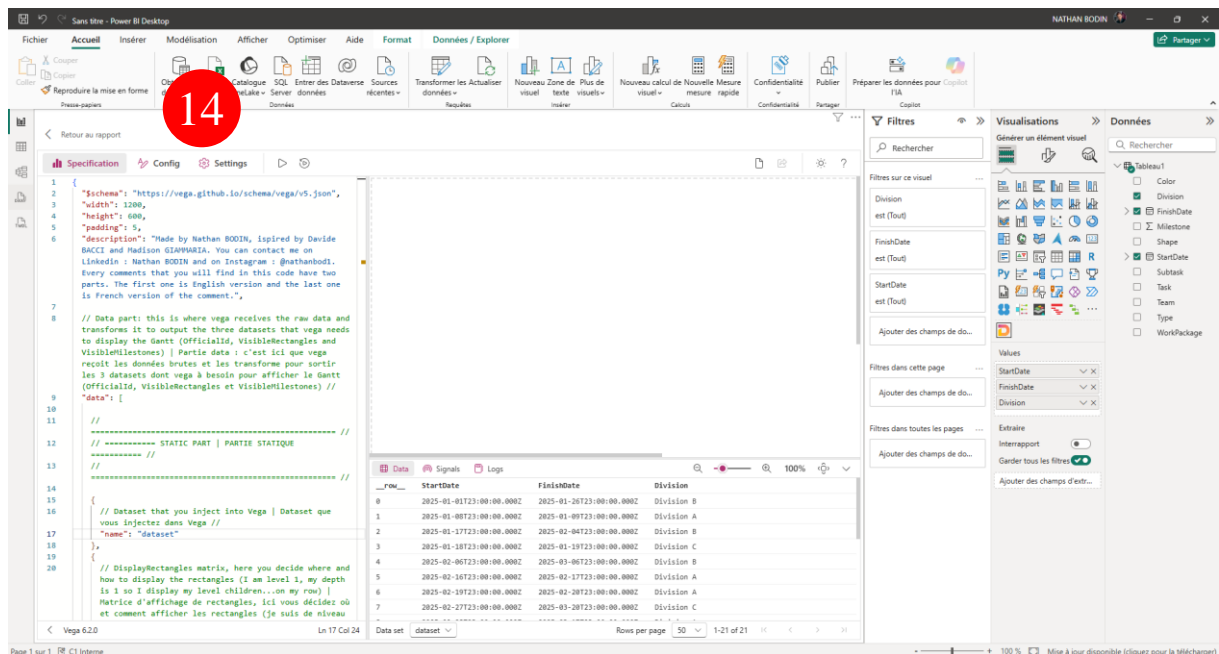 Sans titre - Power BI Desktop
NATHAN BODIN
Fichier Accueil Insérer Modélisation Afficher Optimiser Aide Format Données / Explorer
Partager
Coller
Couper
Copier
Reproduire la mise en forme
Presse-papiers
14
Catalogue
SQL Server
Entrer des données
Dataverse
Sources récentes
Données
Transformer les données
Actualiser
Requêtes
Nouveau visuel
Zone de texte
Plus de visuels
Insérer
Nouveau calcul de visuel
Nouvelle mesure
Mesure rapide
Calculs
Confidentialité
Confidentialité
Publier
Partager
Préparer les données pour l'IA
Copilot
Copilot
Retour au rapport
Specification Config Settings
1 {
2 "$schema": "https://vega.github.io/schema/vega/v5.json",
3 "width": 1200,
4 "height": 600,
5 "padding": 5,
6 "description": "Made by Nathan BODIN, ispired by Davide
BACCI and Madison GIAMMARIA. You can contact me on
Linkedin : Nathan BODIN and on Instagram : @nathanbod1.
Every comments that you will find in this code have two
parts. The first one is English version and the last one
is French version of the comment.",
7
8 // Data part: this is where vega receives the raw data and
transforms it to output the three datasets that vega needs
to display the Gantt (OfficialId, VisibleRectangles and
VisibleMilestones) | Partie data : c'est ici que vega
reçoit les données brutes et les transforme pour sortir
les 3 datasets dont vega à besoin pour afficher le Gantt
(OfficialId, VisibleRectangles et VisibleMilestones) //
9 "data": [
10
11 //
=================================================== //
12 // =========== STATIC PART | PARTIE STATIQUE
=========== //
13 //
=================================================== //
14
15 {
16 // Dataset that you inject into Vega | Dataset que
vous injectez dans Vega //
17 "name": "dataset"
18 },
19 {
20 // DisplayRectangles matrix, here you decide where and
how to display the rectangles (I am level 1, my depth
is 1 so I display my level children...on my row) |
Matrice d'affichage de rectangles, ici vous décidez où
et comment afficher les rectangles (je suis de niveau
Vega 6.2.0
Ln 17 Col 24
Data Signals Logs
100%
__row__ StartDate FinishDate Division
0 2025-01-01T23:00:00.000Z 2025-01-26T23:00:00.000Z Division B
1 2025-01-08T23:00:00.000Z 2025-01-09T23:00:00.000Z Division A
2 2025-01-17T23:00:00.000Z 2025-02-04T23:00:00.000Z Division B
3 2025-01-18T23:00:00.000Z 2025-01-19T23:00:00.000Z Division C
4 2025-02-06T23:00:00.000Z 2025-03-06T23:00:00.000Z Division B
5 2025-02-16T23:00:00.000Z 2025-02-17T23:00:00.000Z Division A
6 2025-02-19T23:00:00.000Z 2025-02-28T23:00:00.000Z Division A
7 2025-02-27T23:00:00.000Z 2025-03-20T23:00:00.000Z Division C
Data set dataset
Rows per page 50 1-21 of 21
Filtres
Rechercher
Filtres sur ce visuel
Division
est (Tout)
FinishDate
est (Tout)
StartDate
est (Tout)
Ajouter des champs de do...
Filtres dans cette page
Ajouter des champs de do...
Filtres dans toutes les pages
Ajouter des champs de do...
Visualisations
Générer un élément visuel
R
Py
Values
StartDate
FinishDate
Division
Extraire
Interrapport
Garder tous les filtres
Ajouter des champs d'extr...
Données
Rechercher
Tableau1
Color
Division
FinishDate
Milestone
Shape
StartDate
Subtask
Task
Team
Type
WorkPackage
Page 1 sur 1 C1 Interne
100 %
Mise à jour disponible (cliquez pour la télécharger)